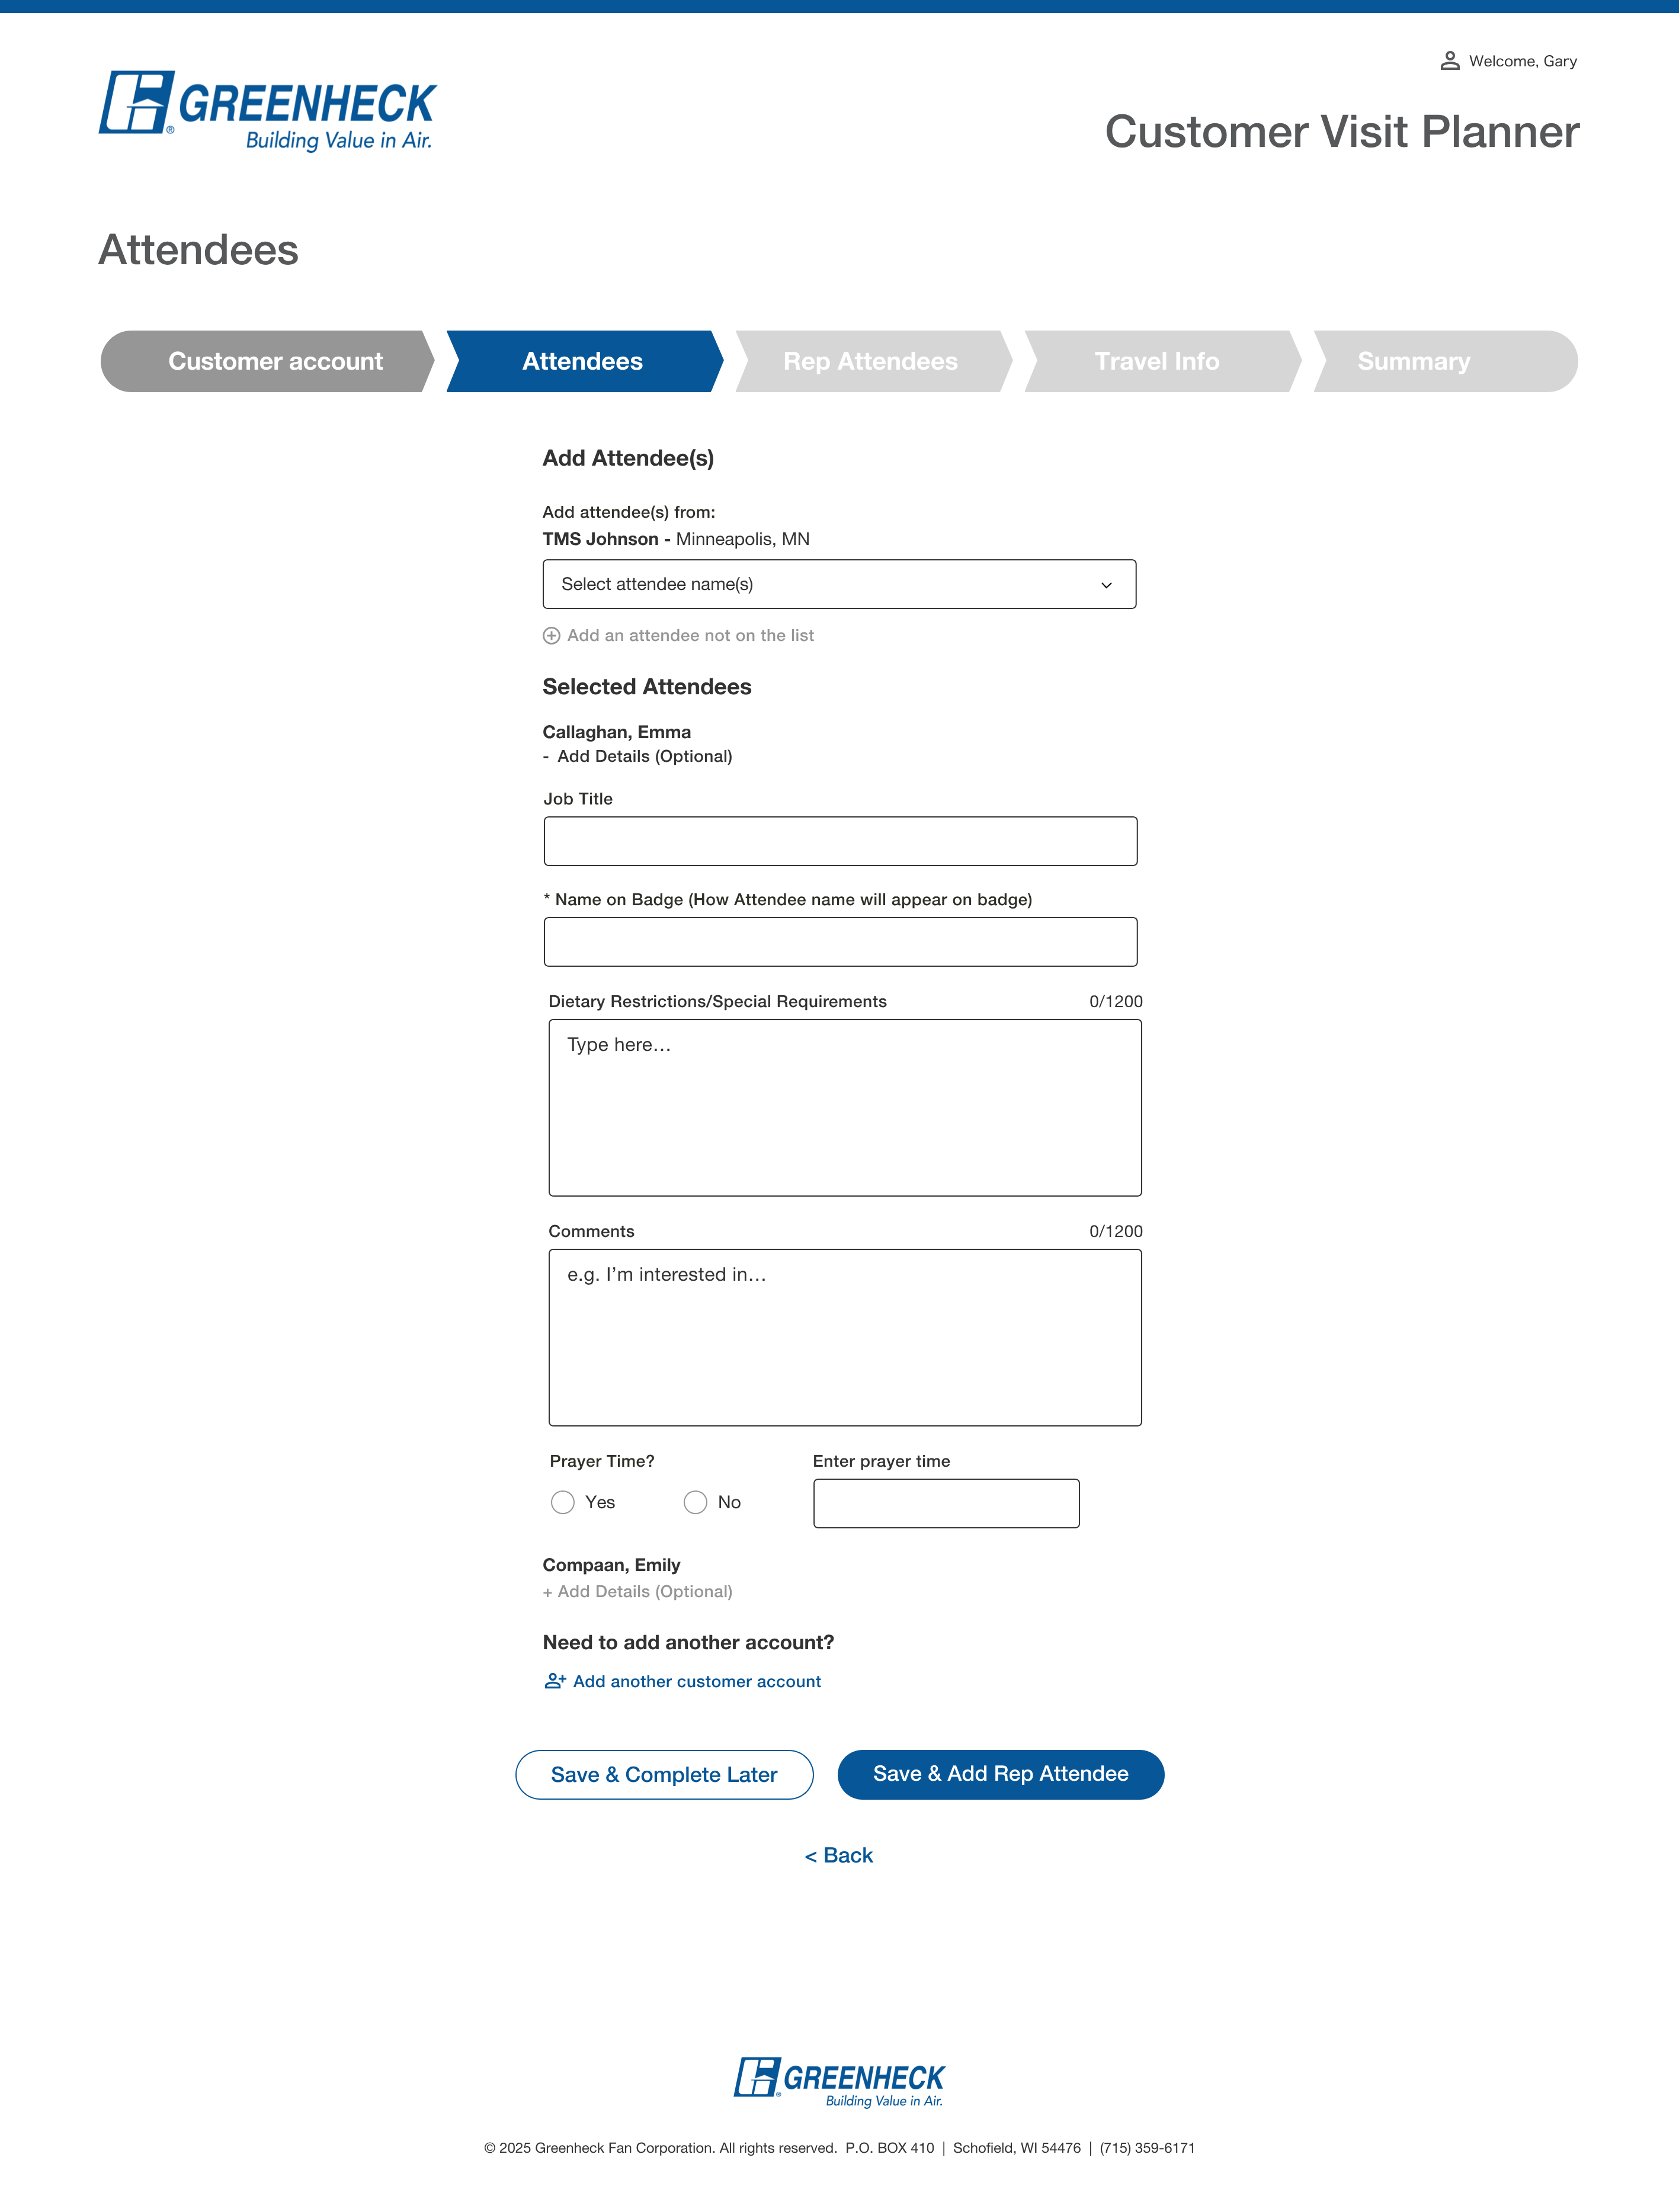 Welcome, Gary
GREENHECK
®
Building Value in Air.
Customer Visit Planner
Attendees
Customer account
Attendees
Rep Attendees
Travel Info
Summary
Add Attendee(s)
Add attendee(s) from:
TMS Johnson - Minneapolis, MN
Select attendee name(s)
Add an attendee not on the list
Selected Attendees
Callaghan, Emma
- Add Details (Optional)
Job Title
* Name on Badge (How Attendee name will appear on badge)
Dietary Restrictions/Special Requirements 0/1200
Type here…
Comments 0/1200
e.g. I’m interested in…
Prayer Time? Enter prayer time
Yes No
Compaan, Emily
+ Add Details (Optional)
Need to add another account?
Add another customer account
Save & Complete Later
Save & Add Rep Attendee
< Back
GREENHECK
®
Building Value in Air.
© 2025 Greenheck Fan Corporation. All rights reserved. P.O. BOX 410 | Schofield, WI 54476 | (715) 359-6171